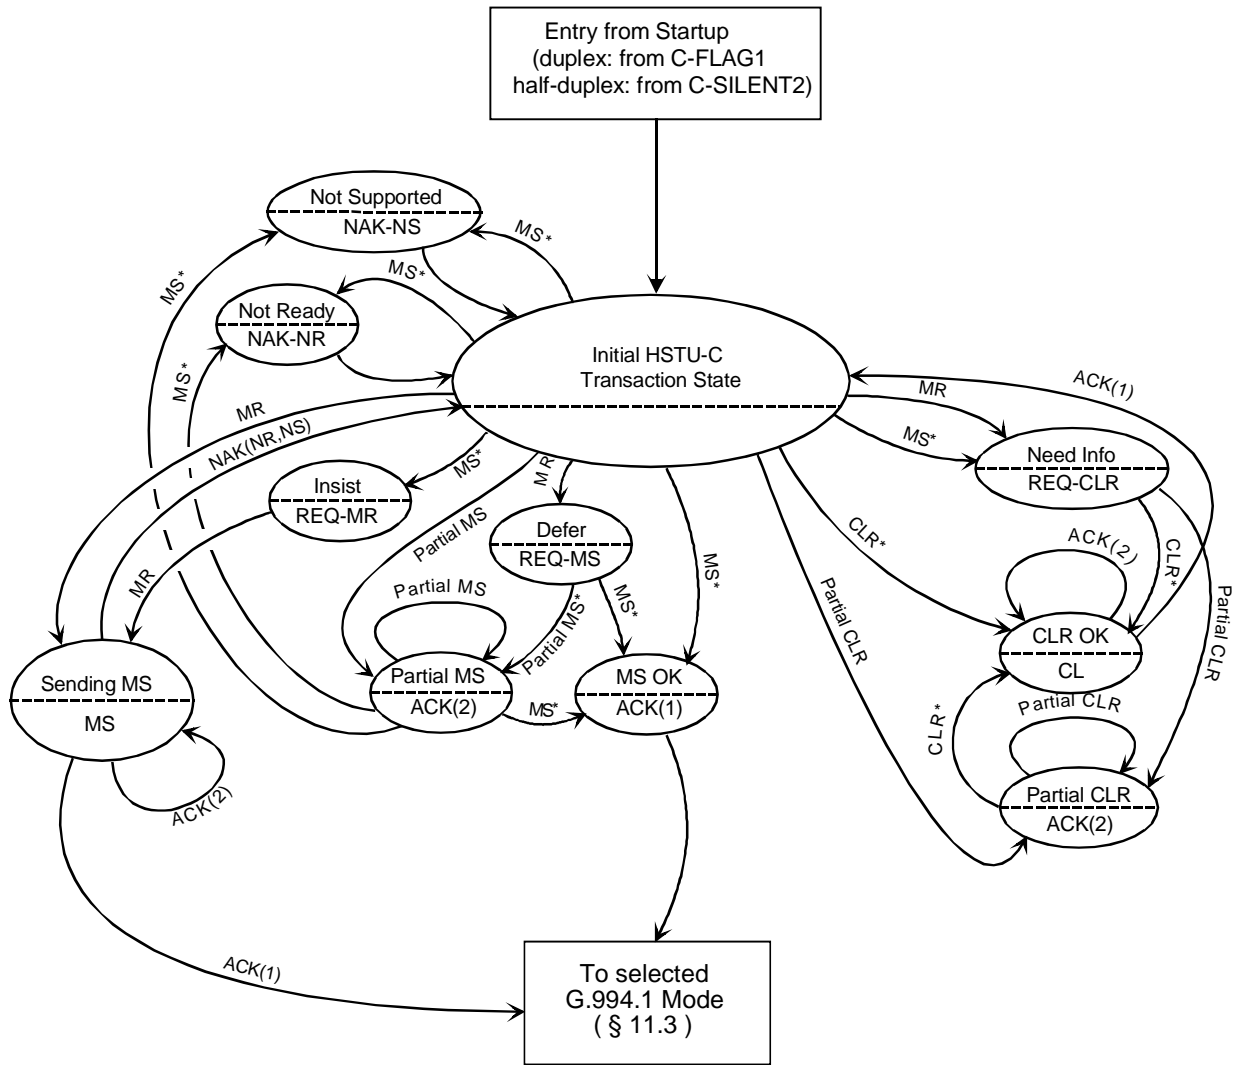 Entry from Startup
(duplex: from C-FLAG1
half-duplex: from C-SILENT2)
Not Supported
NAK-NS
MS*
MS*
MS*
Not Ready
NAK-NR
MS*
Initial HSTU-C
Transaction State
MR
NAK(NR,NS)
MR
ACK(1)
MS*
Need Info
REQ-CLR
MS*
MR
Insist
REQ-MR
Partial MS
Defer
REQ-MS
CLR*
ACK(2)
CLR*
MR
MS*
MS*
Partial MS
Partial MS*
Partial CLR
Partial CLR
CLR OK
CL
Sending MS
MS
Partial MS
ACK(2)
MS*
MS OK
ACK(1)
CLR*
Partial CLR
ACK(2)
Partial CLR
ACK(2)
ACK(1)
To selected
G.994.1 Mode
( § 11.3 )